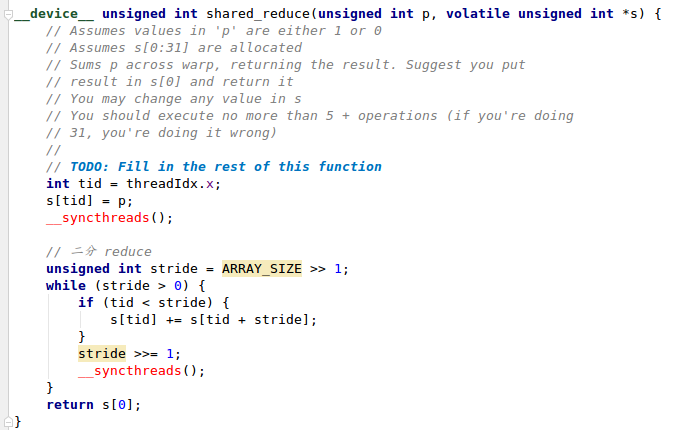 __device__ unsigned int shared_reduce(unsigned int p, volatile unsigned int *s) {
    // Assumes values in 'p' are either 1 or 0
    // Assumes s[0:31] are allocated
    // Sums p across warp, returning the result. Suggest you put
    // result in s[0] and return it
    // You may change any value in s
    // You should execute no more than 5 + operations (if you're doing
    // 31, you're doing it wrong)
    //
    // TODO: Fill in the rest of this function
    int tid = threadIdx.x;
    s[tid] = p;
    __syncthreads();

    // 二分 reduce
    unsigned int stride = ARRAY_SIZE >> 1;
    while (stride > 0) {
        if (tid < stride) {
            s[tid] += s[tid + stride];
        }
        stride >>= 1;
        __syncthreads();
    }
    return s[0];
}